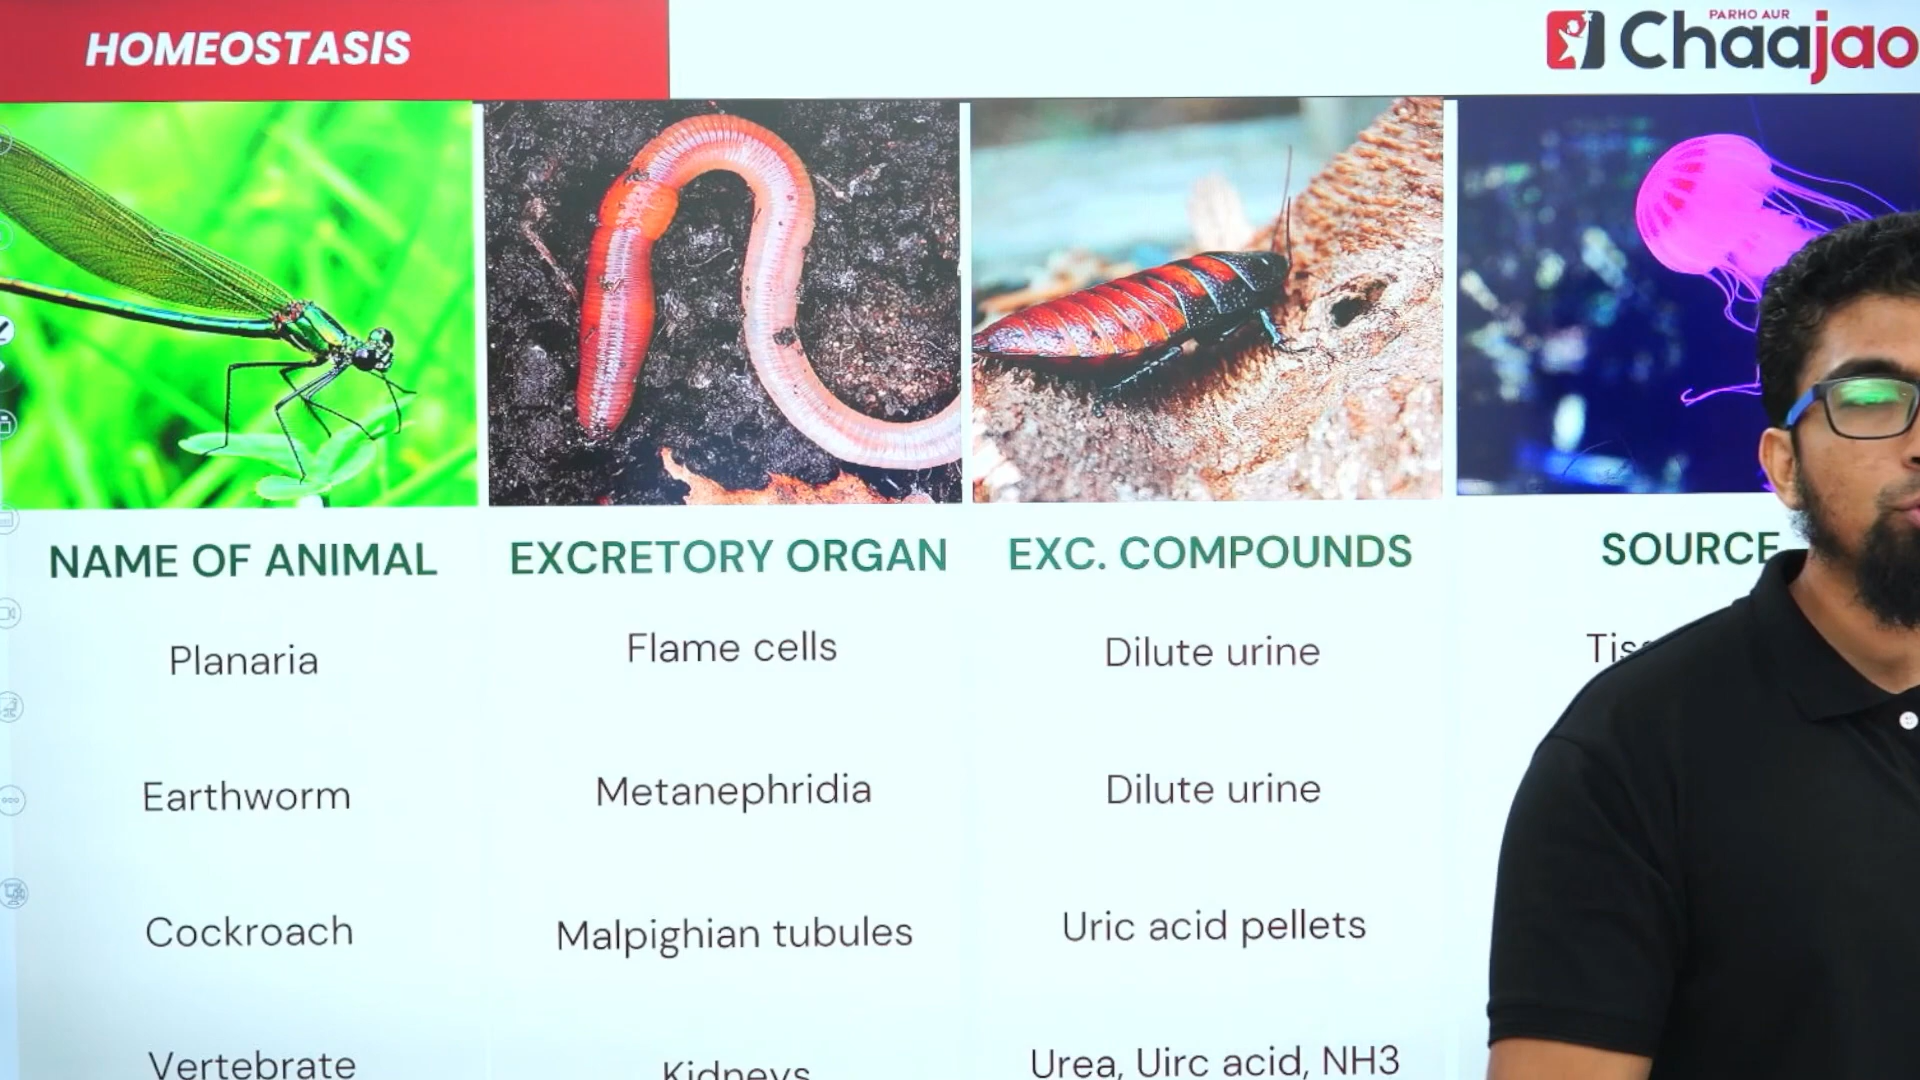 HOMEOSTASIS
PARHO AUR
Chaajao
NAME OF ANIMAL EXCRETORY ORGAN EXC. COMPOUNDS SOURCE
Planaria Flame cells Dilute urine
Earthworm Metanephridia Dilute urine
Cockroach Malpighian tubules Uric acid pellets
Vertebrate Kidneys Urea, Uirc acid, NH3